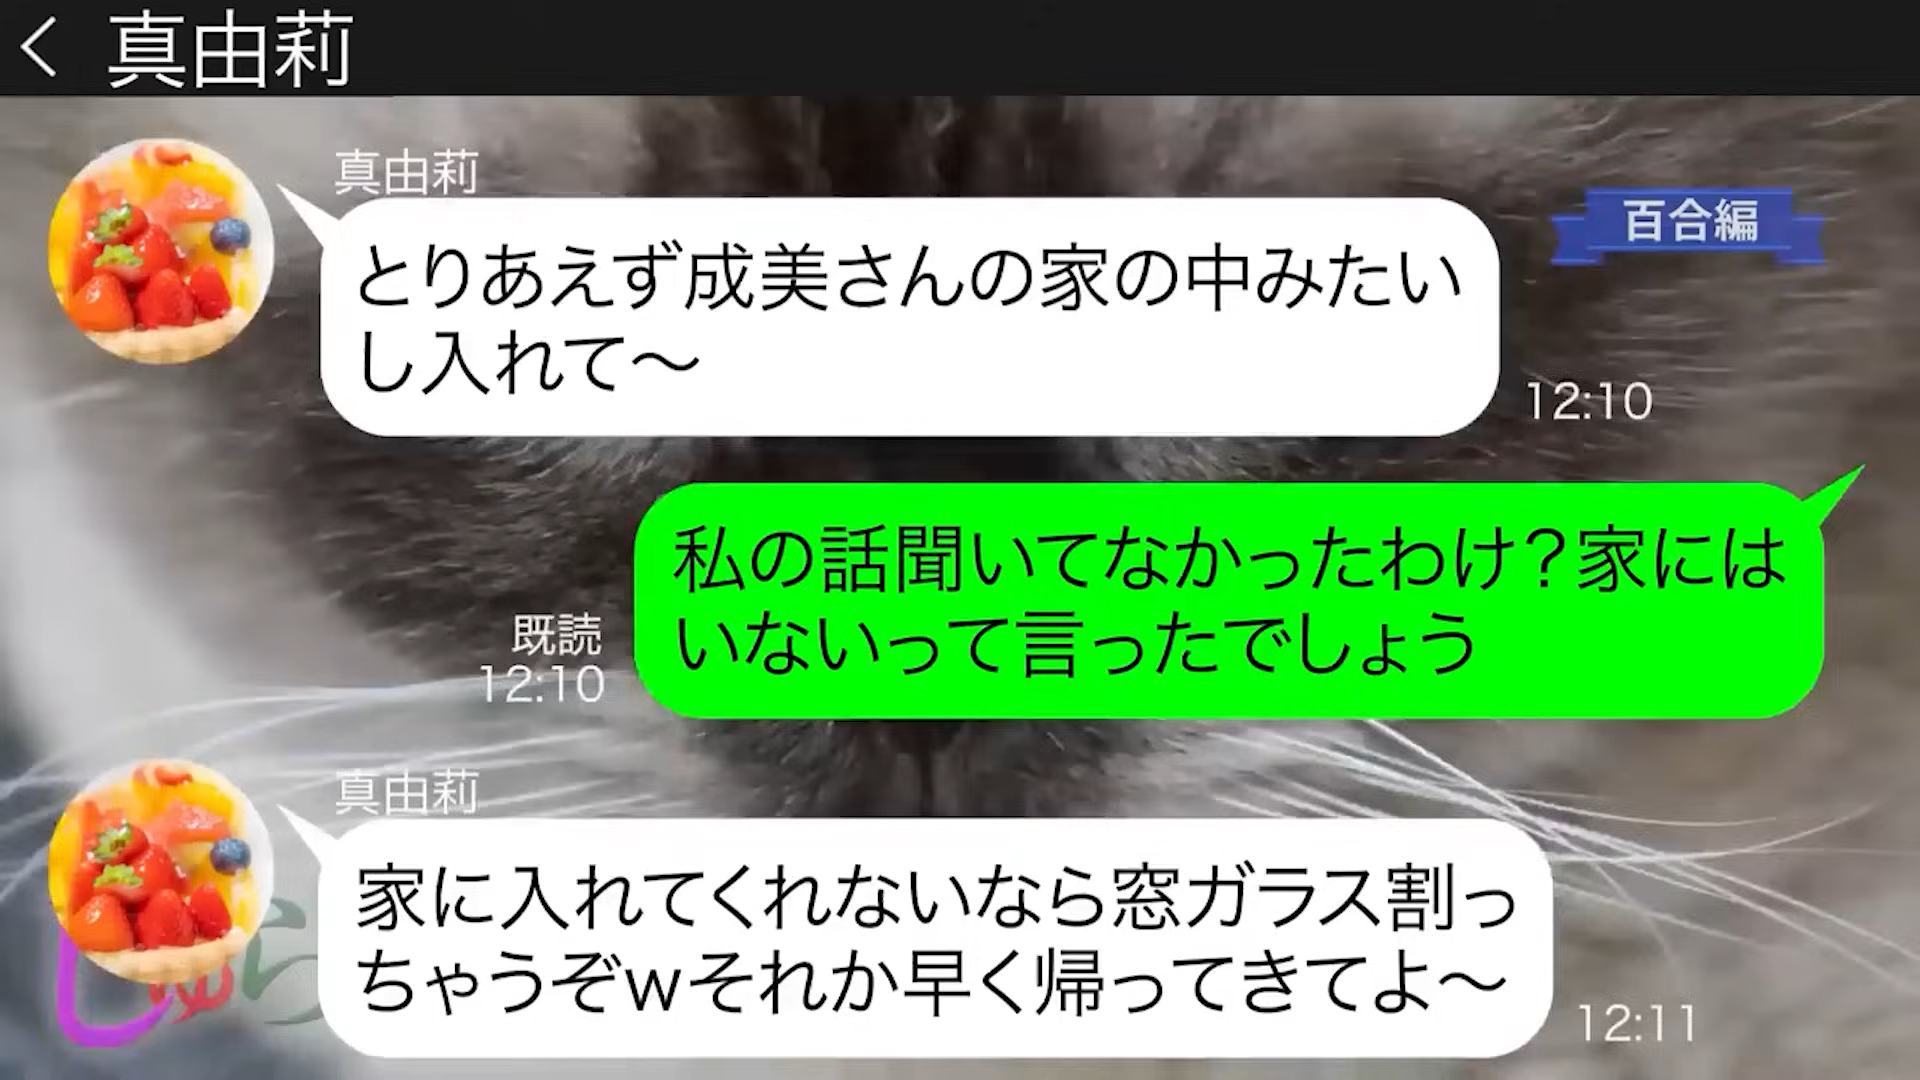 真由莉
真由莉
百合編
とりあえず成美さんの家の中みたい
し入れて〜
12:10
私の話聞いてなかったわけ？家には
いないって言ったでしょう
既読
12:10
真由莉
家に入れてくれないなら窓ガラス割っ
ちゃうぞwそれか早く帰ってきてよ〜
12:11
しゅら